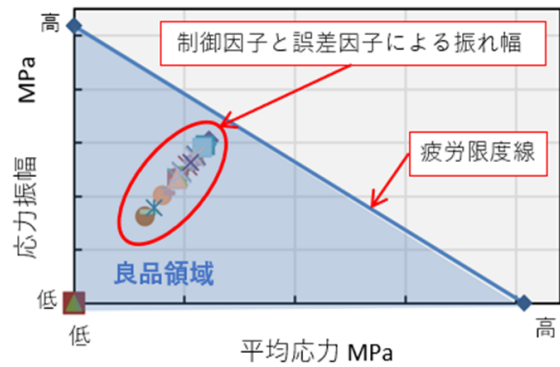 高
制御因子と誤差因子による振れ幅
応力振幅 MPa
疲労限度線
良品領域
低
低
高
平均応力 MPa